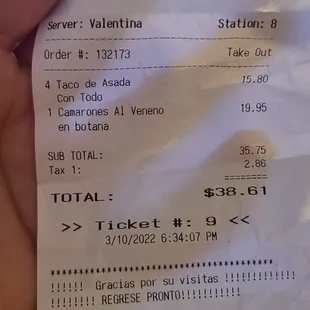 Server: Valentina Station: 8
Order #: 132173 Take Out
4 Taco de Asada 15.80
Con Todo
1 Camarones Al Veneno 19.95
en botana
SUB TOTAL: 35.75
Tax 1: 2.86
========
TOTAL: $38.61
>> Ticket #: 9 <<
3/10/2022 6:34:07 PM
****************************************
!!!!!! Gracias por su visitas !!!!!!!!!!!!!
!!!!!!!!! REGRESE PRONTO!!!!!!!!!!!!